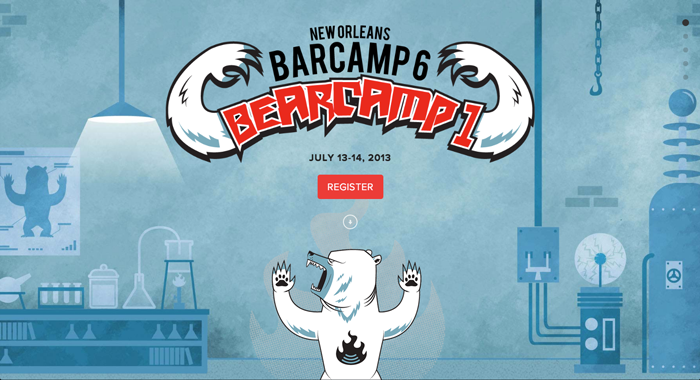 NEW ORLEANS
BARCAMP 6
BEARCAMP 1
JULY 13-14, 2013
REGISTER